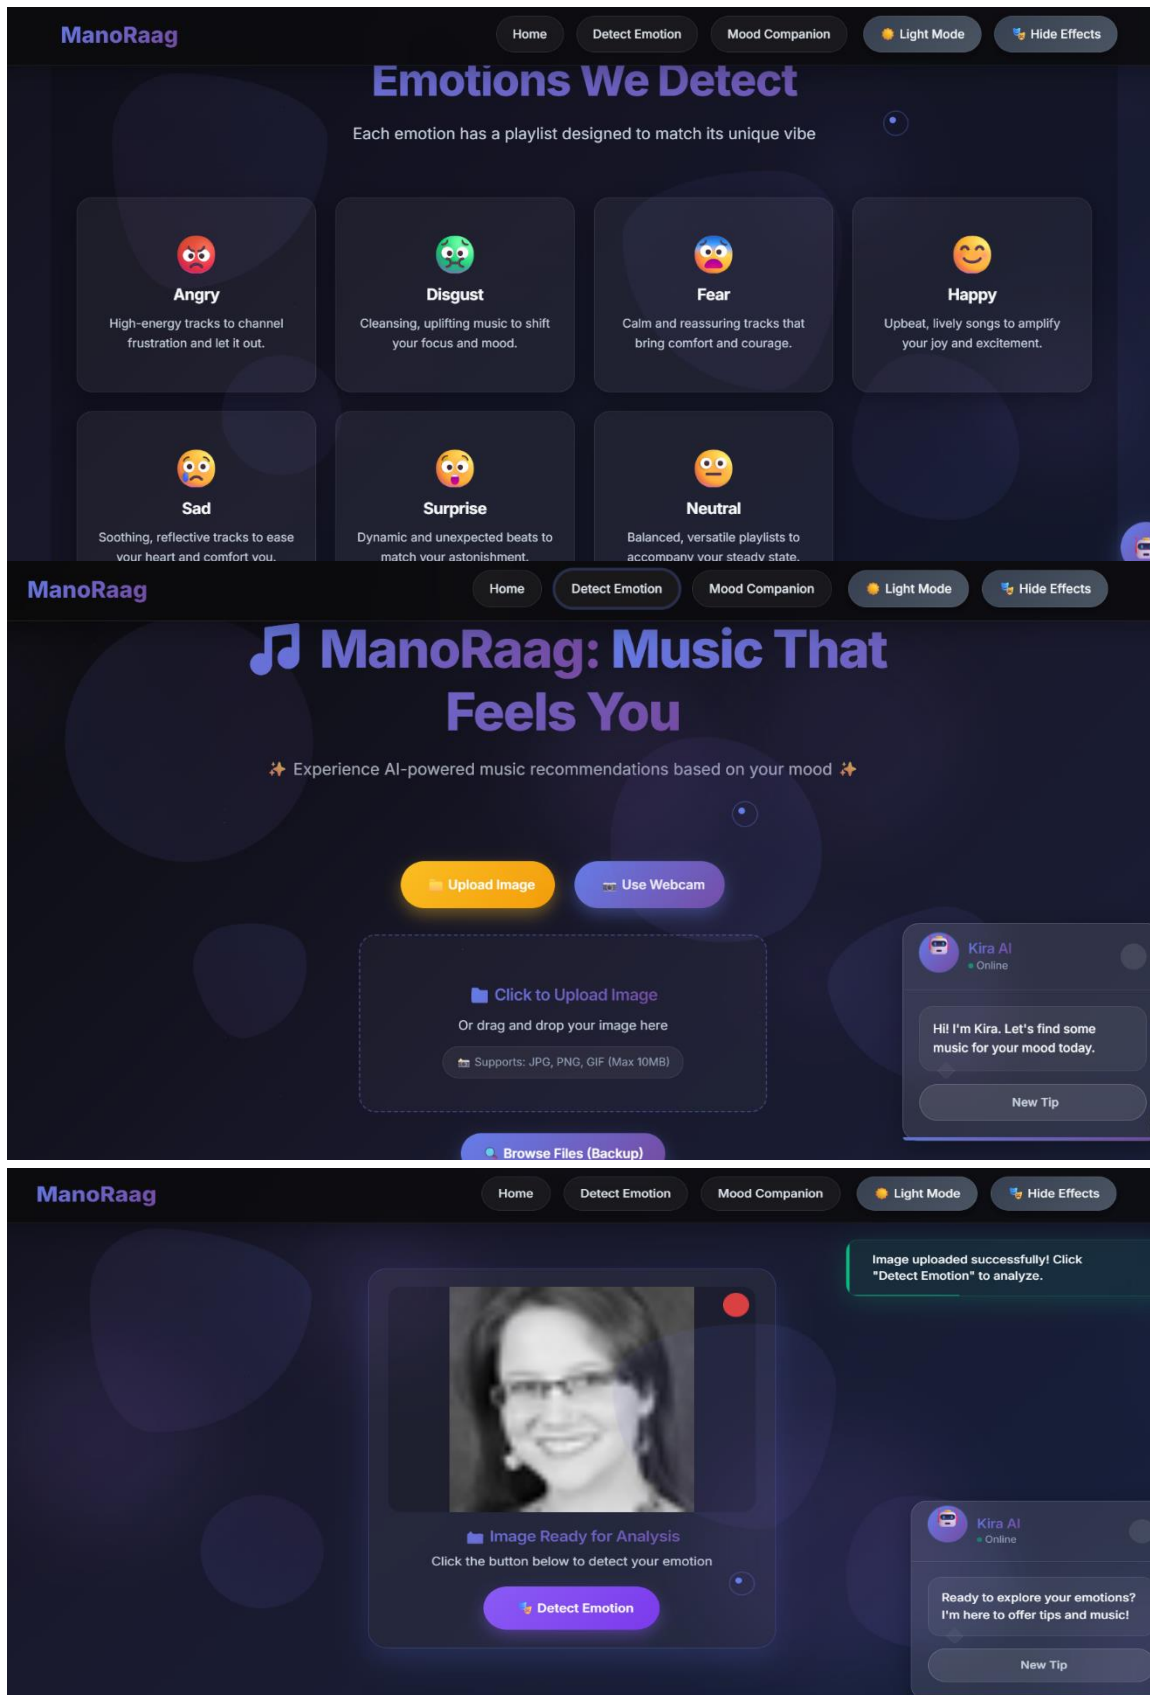 ManoRaag
Home
Detect Emotion
Mood Companion
Light Mode
Hide Effects
Emotions We Detect
Each emotion has a playlist designed to match its unique vibe
Angry
High-energy tracks to channel
frustration and let it out.
Disgust
Cleansing, uplifting music to shift
your focus and mood.
Fear
Calm and reassuring tracks that
bring comfort and courage.
Happy
Upbeat, lively songs to amplify
your joy and excitement.
Sad
Soothing, reflective tracks to ease
your heart and comfort you.
Surprise
Dynamic and unexpected beats to
match your astonishment.
Neutral
Balanced, versatile playlists to
accompany your steady state.
ManoRaag
Home
Detect Emotion
Mood Companion
Light Mode
Hide Effects
ManoRaag: Music That
Feels You
Experience AI-powered music recommendations based on your mood
Upload Image
Use Webcam
Click to Upload Image
Or drag and drop your image here
Supports: JPG, PNG, GIF (Max 10MB)
Browse Files (Backup)
Kira AI
Online
Hi! I'm Kira. Let's find some
music for your mood today.
New Tip
ManoRaag
Home
Detect Emotion
Mood Companion
Light Mode
Hide Effects
Image uploaded successfully! Click
"Detect Emotion" to analyze.
Image Ready for Analysis
Click the button below to detect your emotion
Detect Emotion
Kira AI
Online
Ready to explore your emotions?
I'm here to offer tips and music!
New Tip